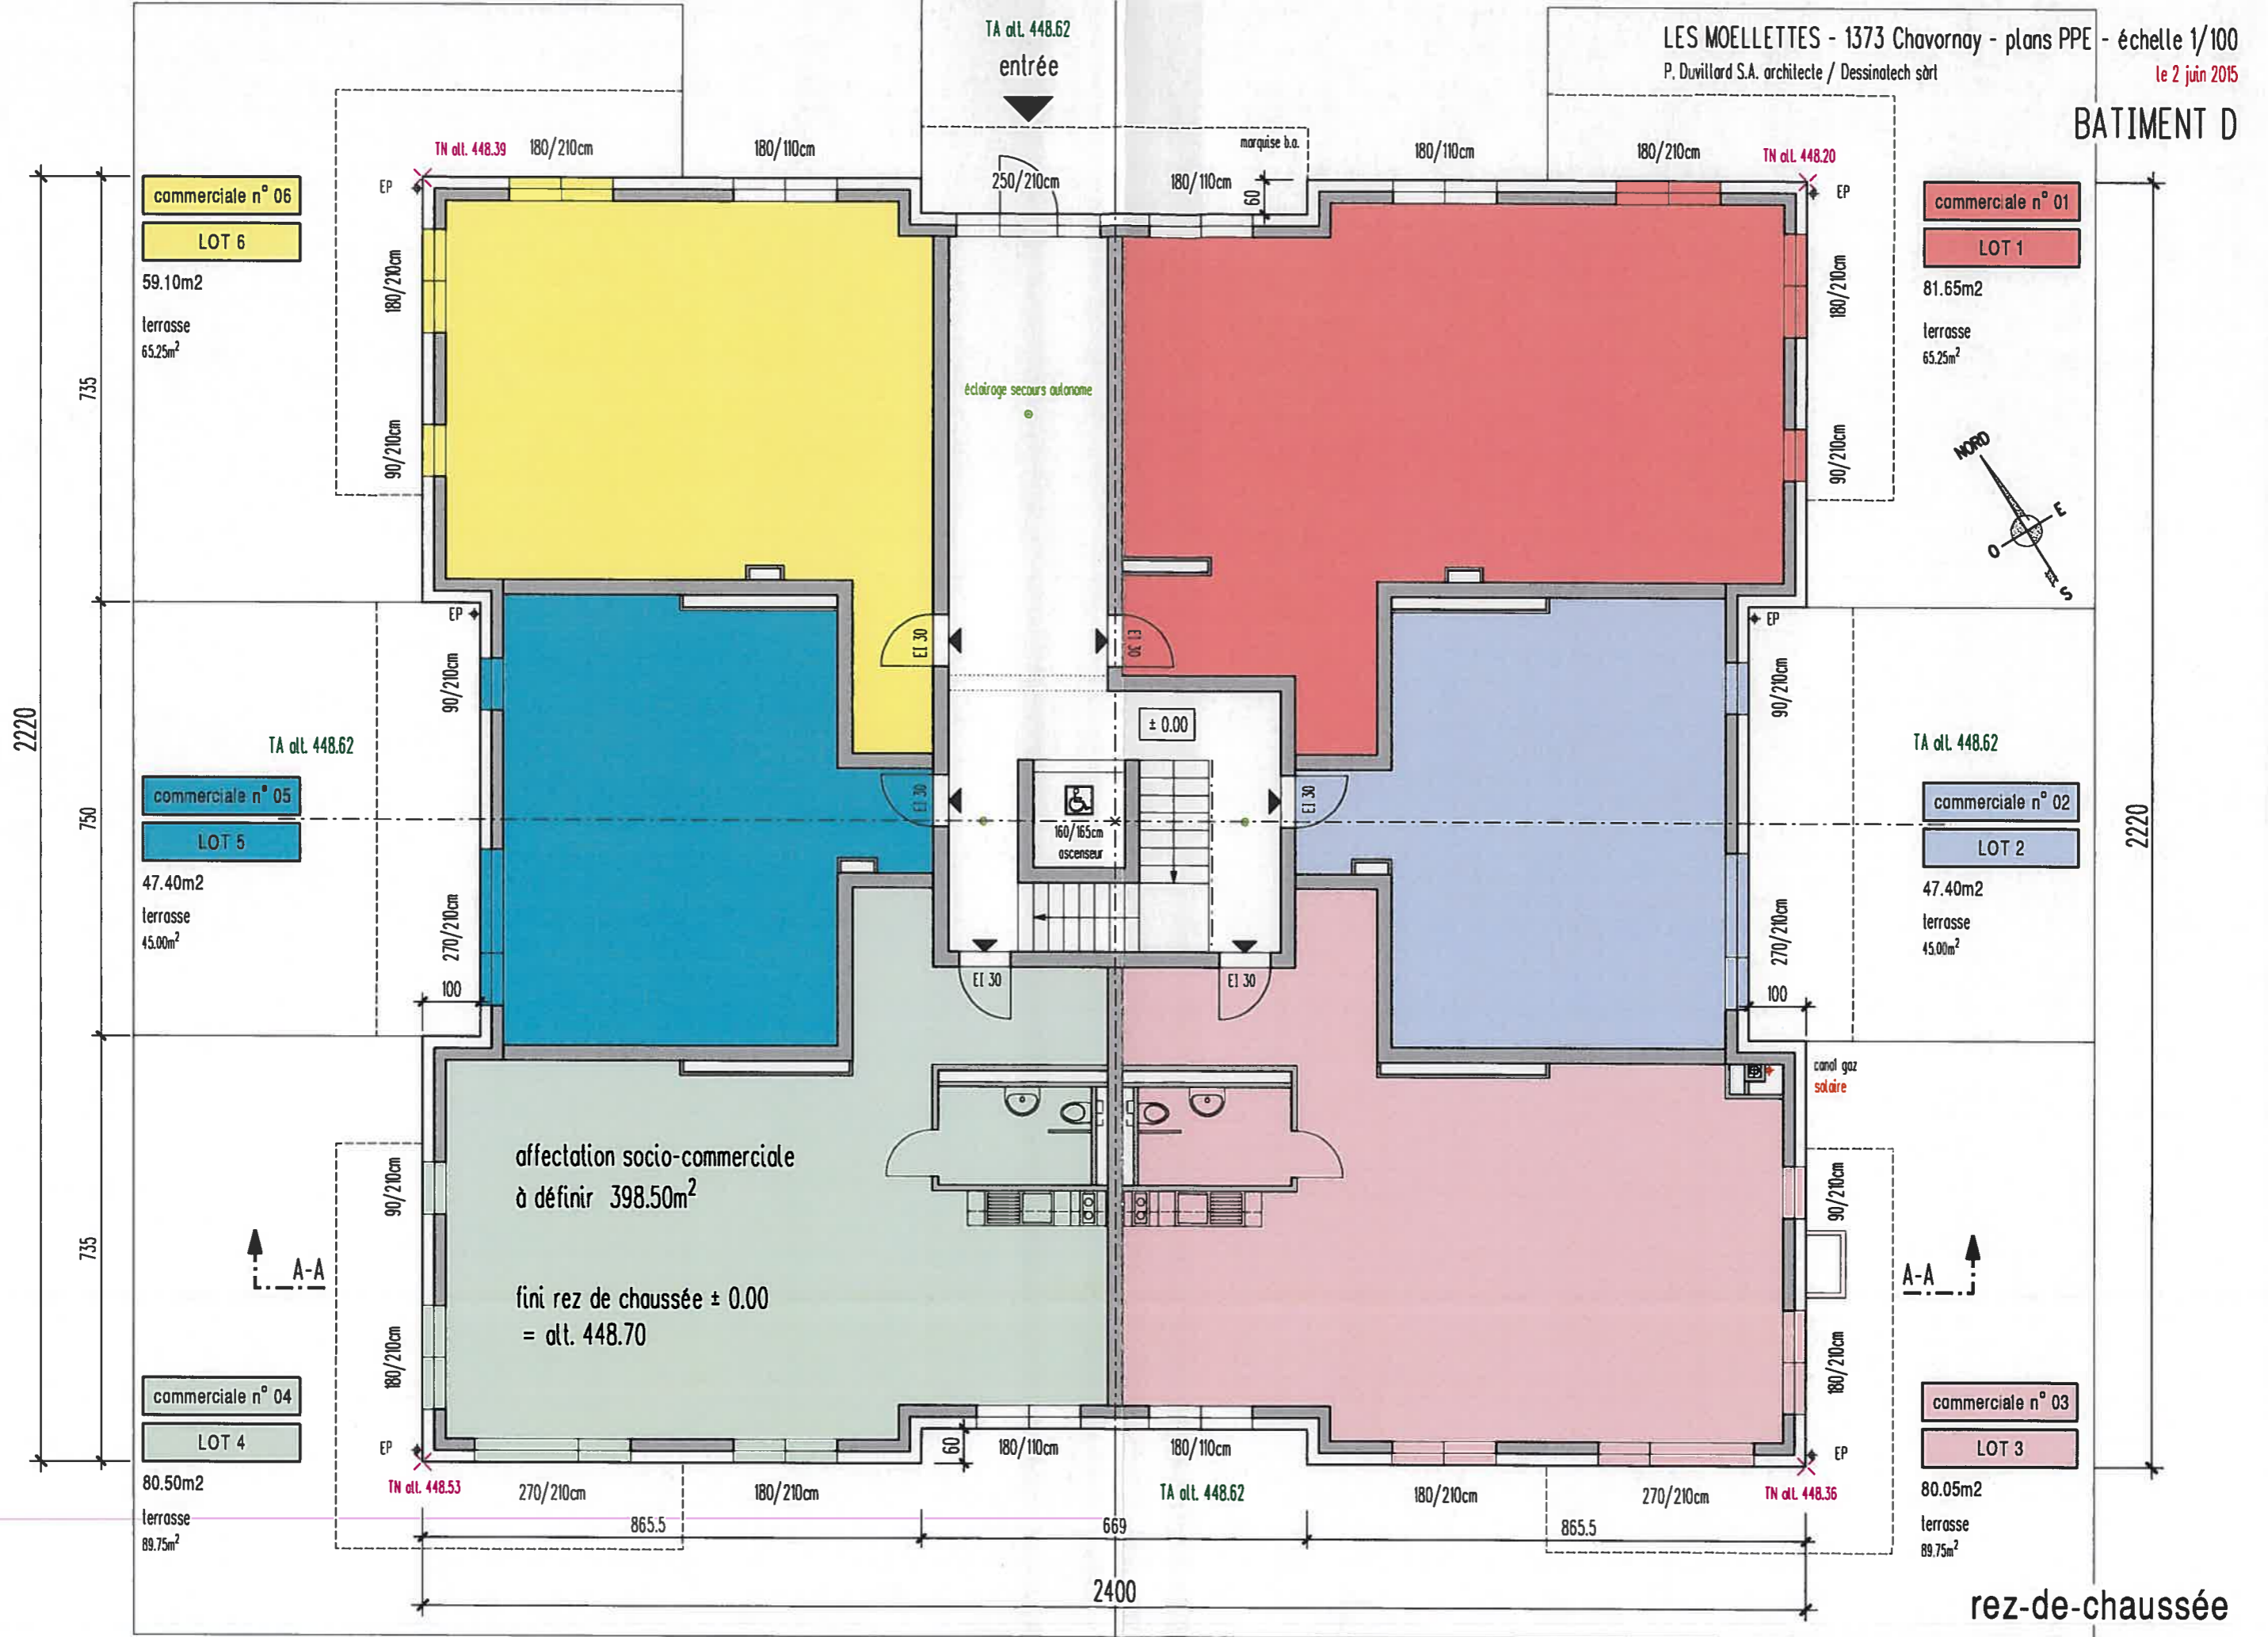 LES MOELLETTES - 1373 Chavornay - plans PPE - échelle 1/100
P. Duvillard S.A. architecte / Dessinatech sàrl
le 2 juin 2015
BATIMENT D
TA alt. 448.62
entrée
marquise b.a.
TN alt. 448.39
180/210cm
180/110cm
250/210cm
180/110cm
60
180/110cm
180/210cm
TN alt. 448.20
EP
EP
commerciale n° 06
LOT 6
59.10m2
terrasse
65.25m²
commerciale n° 01
LOT 1
81.65m2
terrasse
65.25m²
180/210cm
90/210cm
180/210cm
90/210cm
735
éclairage secours autonome
NORD
E
O
S
EP
EP
EI 30
EI 30
90/210cm
90/210cm
2220
TA alt. 448.62
± 0.00
TA alt. 448.62
commerciale n° 05
LOT 5
47.40m2
terrasse
45.00m²
750
EI 30
160/165cm
ascenseur
EI 30
commerciale n° 02
LOT 2
47.40m2
terrasse
45.00m²
2220
270/210cm
270/210cm
100
100
EI 30
EI 30
canal gaz
solaire
affectation socio-commerciale
à définir 398.50m²
fini rez de chaussée ± 0.00
= alt. 448.70
90/210cm
180/210cm
90/210cm
180/210cm
735
A-A
A-A
commerciale n° 04
LOT 4
80.50m2
terrasse
89.75m²
commerciale n° 03
LOT 3
80.05m2
terrasse
89.75m²
EP
EP
TN alt. 448.53
270/210cm
180/210cm
60
180/110cm
180/110cm
TA alt. 448.62
180/210cm
270/210cm
TN alt. 448.36
865.5
669
865.5
2400
rez-de-chaussée